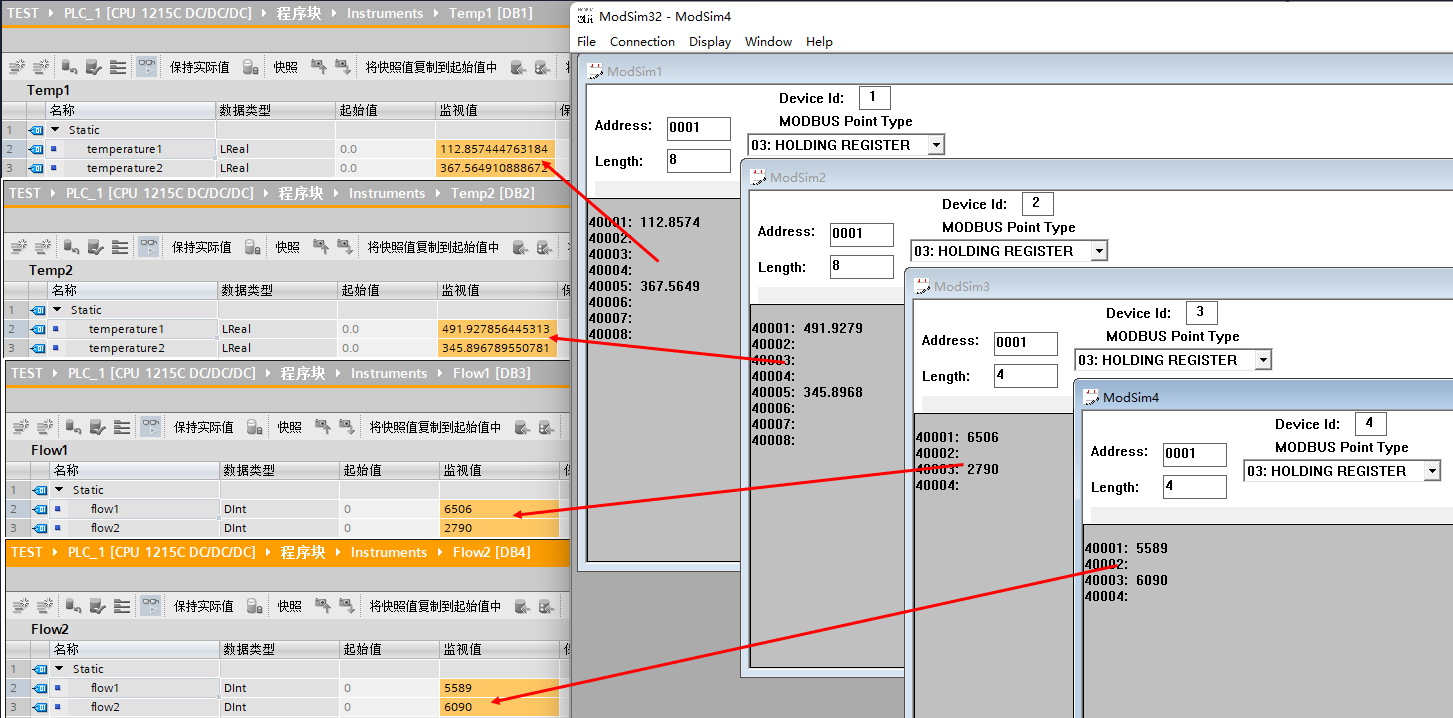 TEST PLC_1 [CPU 1215C DC/DC/DC] 程序块 Instruments Temp1 [DB1]
保持实际值 快照 将快照值复制到起始值中
Temp1
名称 数据类型 起始值 监视值
1 Static
2 temperature1 LReal 0.0 112.857444763184
3 temperature2 LReal 0.0 367.564910888672
TEST PLC_1 [CPU 1215C DC/DC/DC] 程序块 Instruments Temp2 [DB2]
保持实际值 快照 将快照值复制到起始值中
Temp2
名称 数据类型 起始值 监视值
1 Static
2 temperature1 LReal 0.0 491.927856445313
3 temperature2 LReal 0.0 345.896789550781
TEST PLC_1 [CPU 1215C DC/DC/DC] 程序块 Instruments Flow1 [DB3]
保持实际值 快照 将快照值复制到起始值中
Flow1
名称 数据类型 起始值 监视值
1 Static
2 flow1 DInt 0 6506
3 flow2 DInt 0 2790
TEST PLC_1 [CPU 1215C DC/DC/DC] 程序块 Instruments Flow2 [DB4]
保持实际值 快照 将快照值复制到起始值中
Flow2
名称 数据类型 起始值 监视值
1 Static
2 flow1 DInt 0 5589
3 flow2 DInt 0 6090
ModSim32 - ModSim4
File Connection Display Window Help
ModSim1
Device Id: 1
Address: 0001
MODBUS Point Type
Length: 8
03: HOLDING REGISTER
40001: 112.8574
40002:
40003:
40004:
40005: 367.5649
40006:
40007:
40008:
ModSim2
Device Id: 2
Address: 0001
MODBUS Point Type
Length: 8
03: HOLDING REGISTER
40001: 491.9279
40002:
40003:
40004:
40005: 345.8968
40006:
40007:
40008:
ModSim3
Device Id: 3
Address: 0001
MODBUS Point Type
Length: 4
03: HOLDING REGISTER
40001: 6506
40002:
40003: 2790
40004:
ModSim4
Device Id: 4
Address: 0001
MODBUS Point Type
Length: 4
03: HOLDING REGISTER
40001: 5589
40002:
40003: 6090
40004: